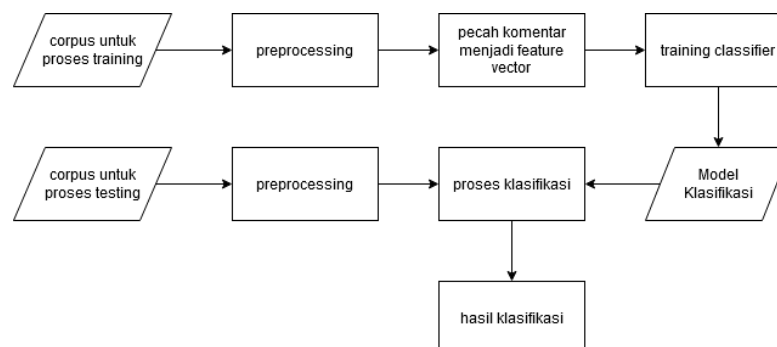 corpus untuk
proses training
preprocessing
pecah komentar
menjadi feature
vector
training classifier
corpus untuk
proses testing
preprocessing
proses klasifikasi
Model
Klasifikasi
hasil klasifikasi